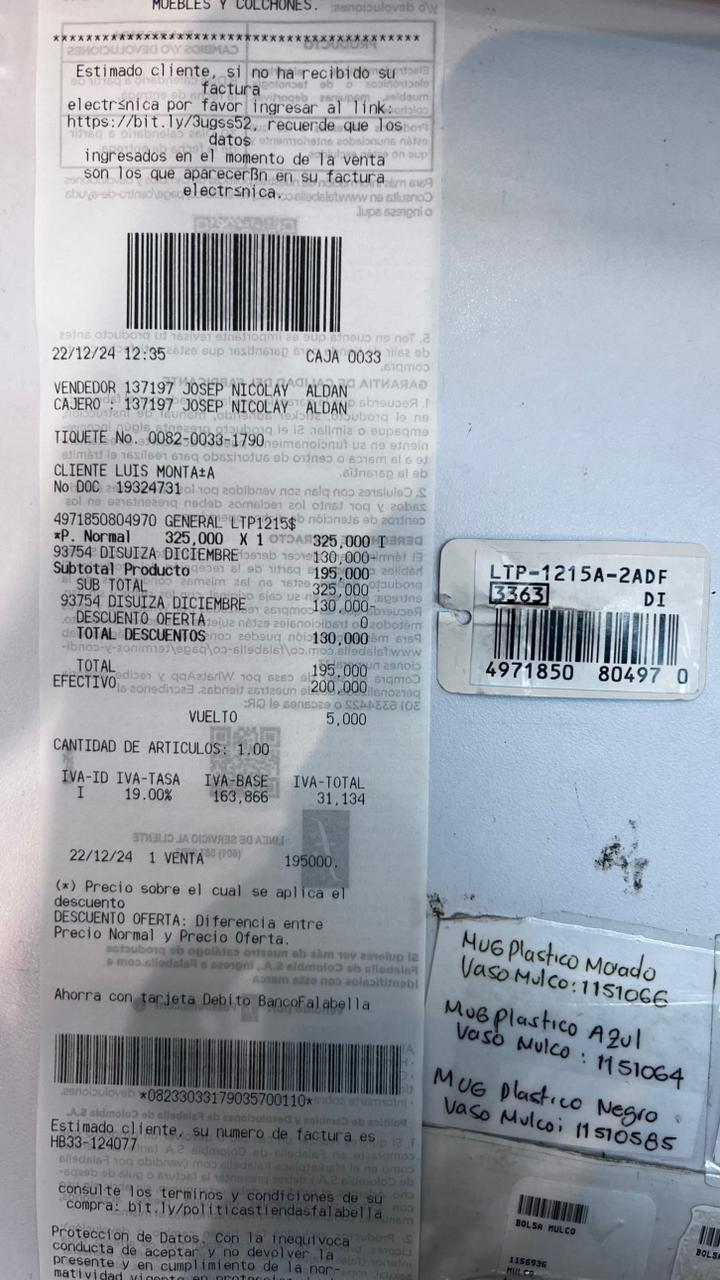 MUEBLES Y COLCHONES.
****************************************
Estimado cliente, si no ha recibido su
factura
electrśnica por favor ingresar al link:
https://bit.ly/3ugss52, recuerde que los
datos
ingresados en el momento de la venta
son los que aparecerBn en su factura
electrśnica.
22/12/24 12:35 CAJA 0033
VENDEDOR 137197 JOSEP NICOLAY ALDAN
CAJERO : 137197 JOSEP NICOLAY ALDAN
TIQUETE No. 0082-0033-1790
CLIENTE LUIS MONTA±A
No DOC 19324731
4971850804970 GENERAL LTP1215$
*P. Normal 325,000 X 1 325,000 I
93754 DISUIZA DICIEMBRE 130,000-
Subtotal Producto 195,000
SUB TOTAL 325,000
93754 DISUIZA DICIEMBRE 130,000-
DESCUENTO OFERTA 0
TOTAL DESCUENTOS 130,000
TOTAL 195,000
EFECTIVO 200,000
VUELTO 5,000
CANTIDAD DE ARTICULOS: 1.00
IVA-ID IVA-TASA IVA-BASE IVA-TOTAL
I 19.00% 163,866 31,134
22/12/24 1 VENTA 195000.
(*) Precio sobre el cual se aplica el
descuento
DESCUENTO OFERTA: Diferencia entre
Precio Normal y Precio Oferta.
Ahorra con tarjeta Debito BancoFalabella
*08233033179035700110*
Estimado cliente, su numero de factura es
HB33-124077
consulte los terminos y condiciones de su
compra: bit.ly/politicastiendasfalabella
Proteccion de Datos. Con la inequivoca
conducta de aceptar y no devolver la
presente y en cumplimiento de la nor-
matividad vigente en
LTP-1215A-2ADF
3363 DI
4971850 80497 0
MUG Plastico Morado
Vaso Mulco: 1151066
MUG Plastico Azul
Vaso Mulco : 1151064
MUG Plastico Negro
Vaso Mulco: 11510585
BOLSA MULCO
1156936
MULCO
BOLS